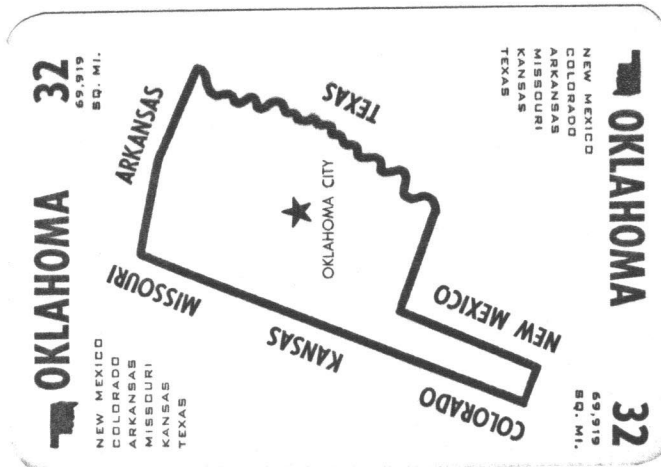 OKLAHOMA
32
69,919
SQ. MI.
NEW MEXICO
COLORADO
ARKANSAS
MISSOURI
KANSAS
TEXAS
ARKANSAS
TEXAS
MISSOURI
OKLAHOMA CITY
KANSAS
NEW MEXICO
COLORADO
OKLAHOMA
32
69,919
SQ. MI.
NEW MEXICO
COLORADO
ARKANSAS
MISSOURI
KANSAS
TEXAS